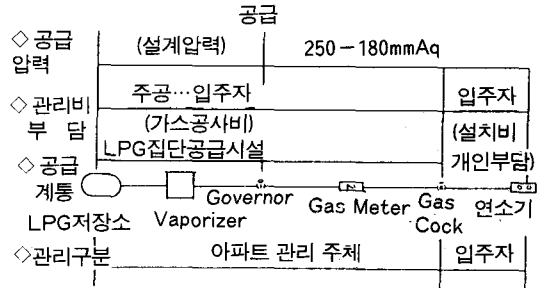 공급
◇ 공급 압력 (설계압력) 250-180mmAq
◇ 관리비 부 담 주공…입주자 입주자
(가스공사비) (설치비
LPG집단공급시설 개인부담)
◇ 공급 계통
Governor Gas Meter Gas Cock 연소기
LPG저장소 Vaporizer
◇관리구분 아파트 관리 주체 입주자